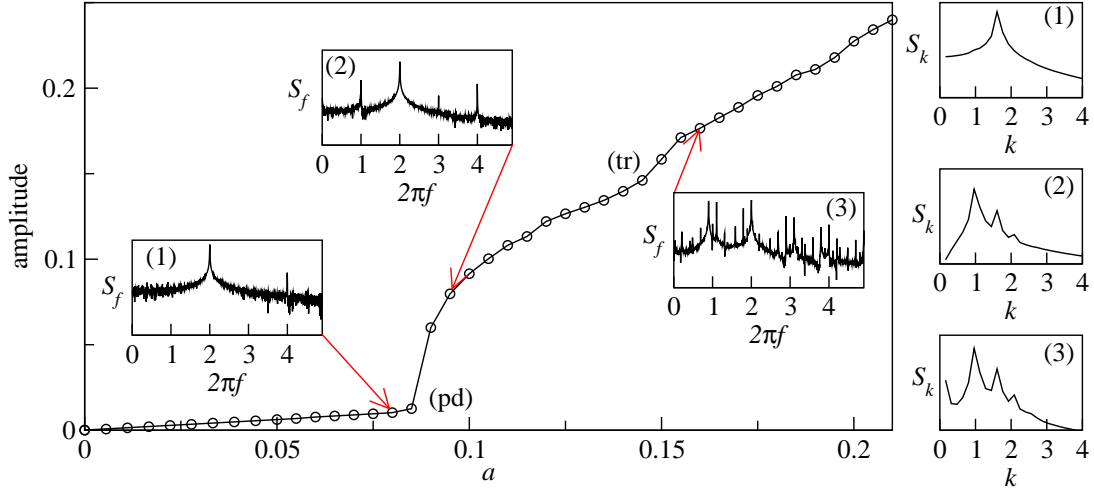 amplitude
0.2
0.10
0
0 0.05 0.1 0.15 0.2
a
(pd)
(tr)
(1)
S_f
0 1 2 3 4
2πf
(2)
S_f
0 1 2 3 4
2πf
(3)
S_f
0 1 2 3 4
2πf
(1)
S_k
0 1 2 3 4
k
(2)
S_k
0 1 2 3 4
k
(3)
S_k
0 1 2 3 4
k